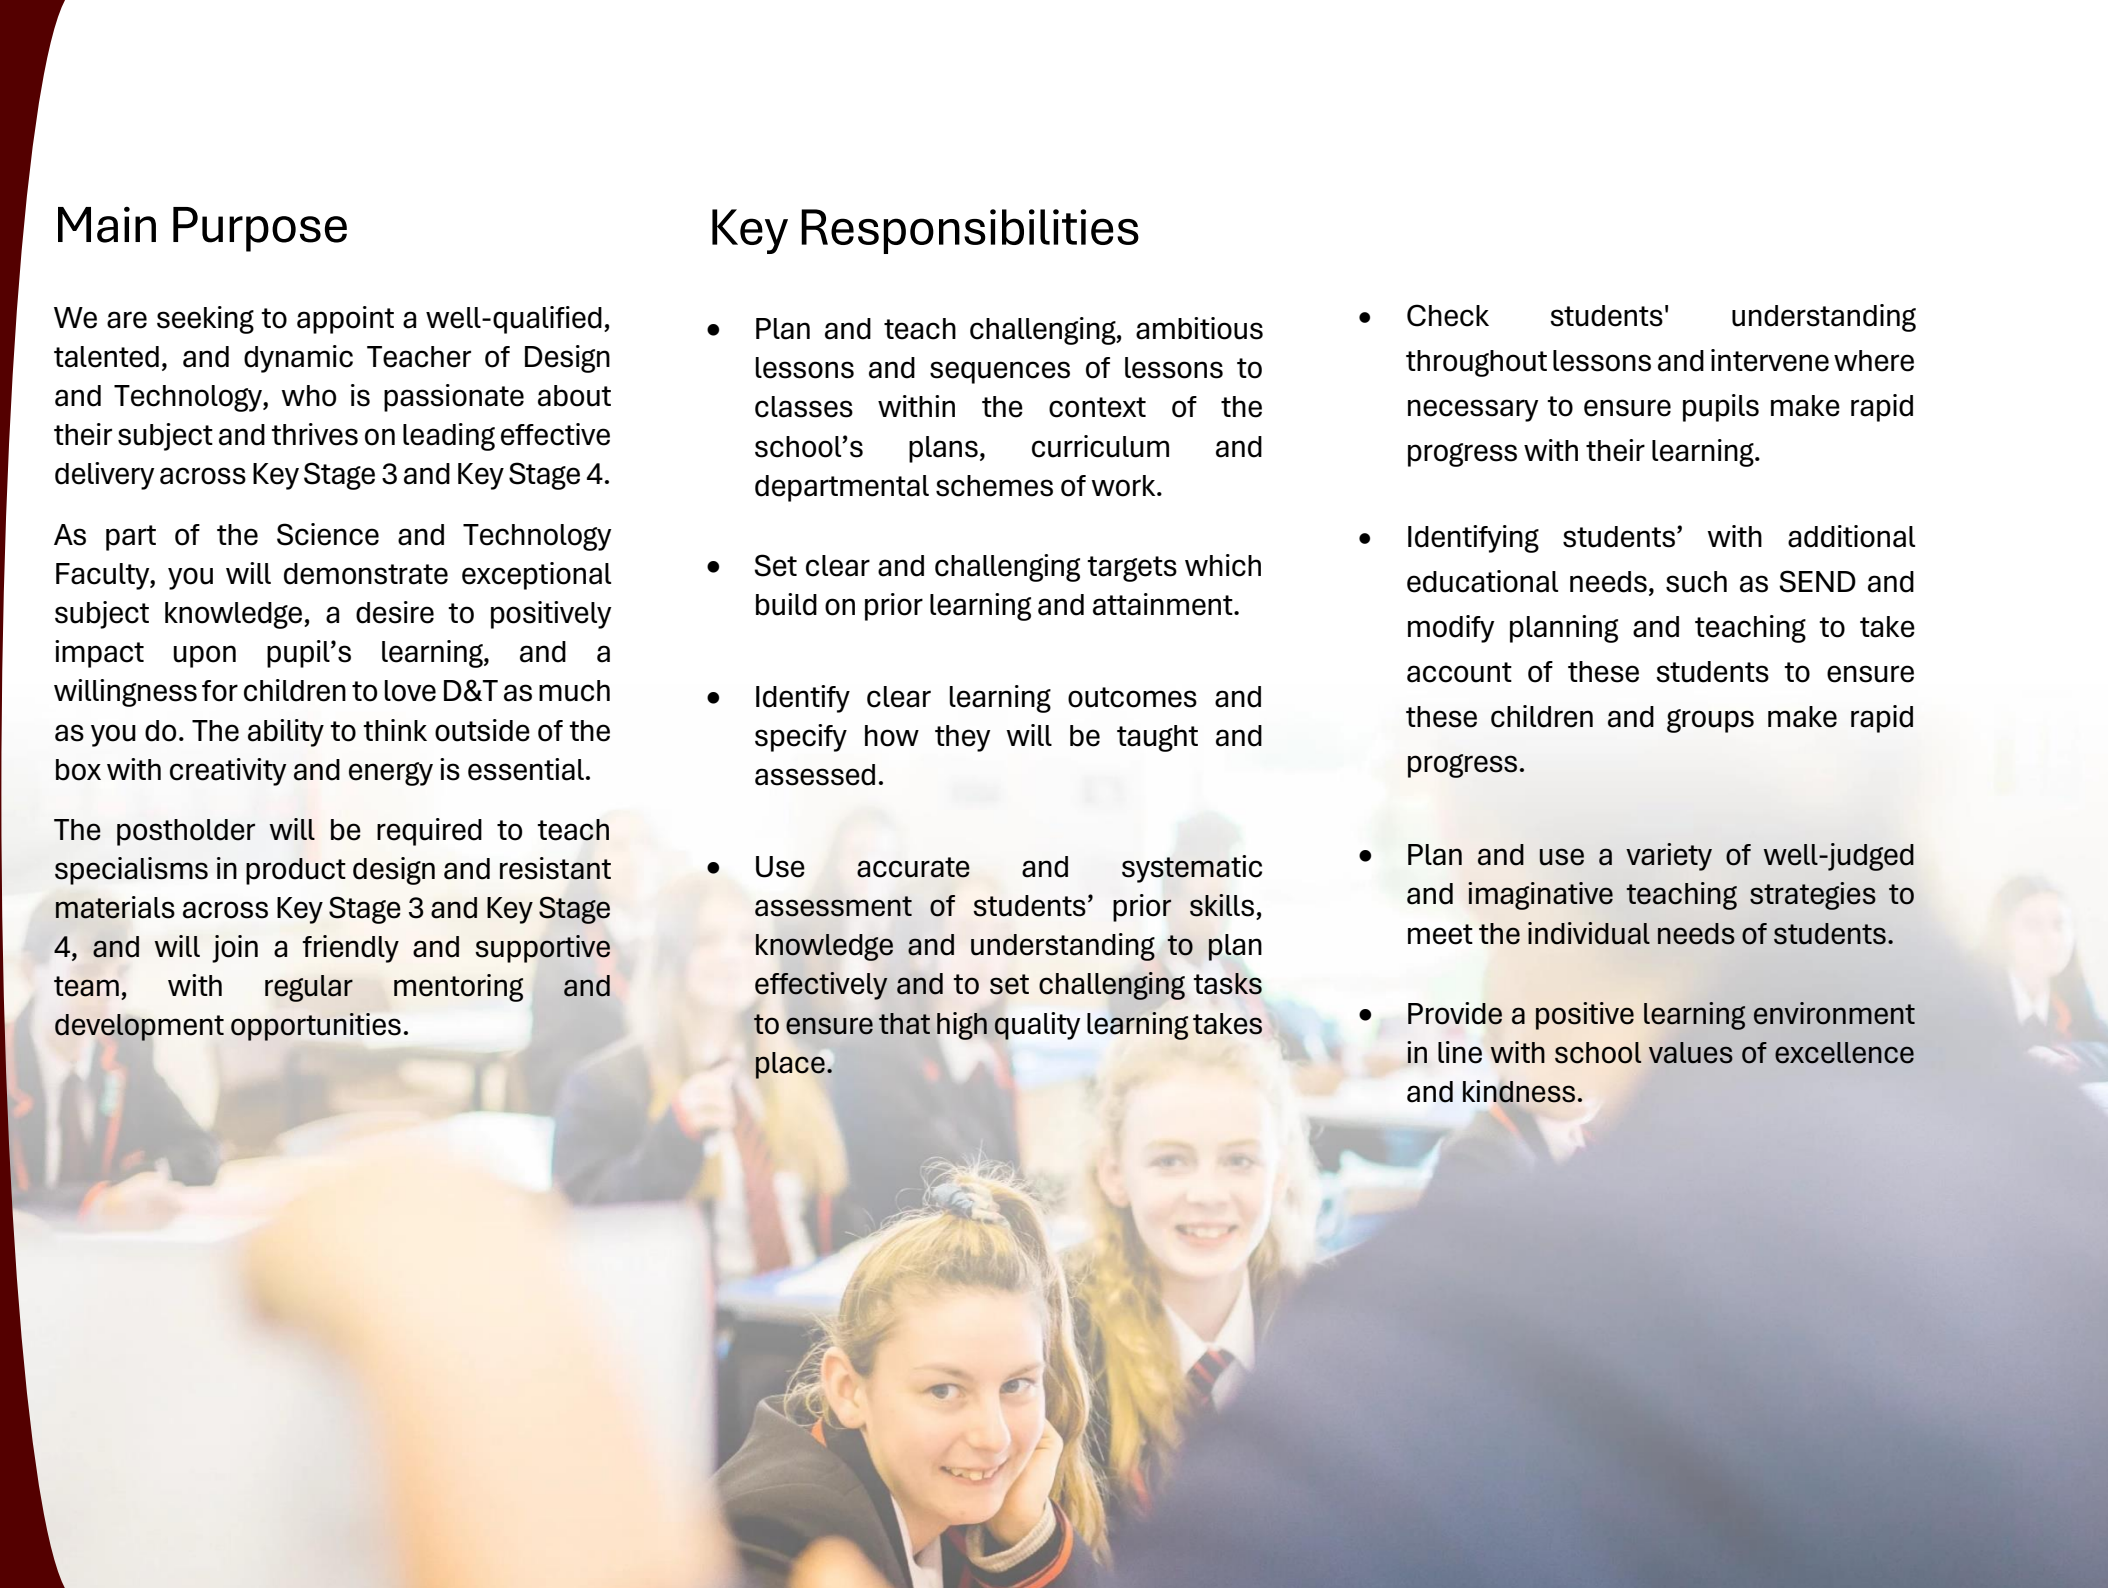 Main Purpose
We are seeking to appoint a well-qualified,
talented, and dynamic Teacher of Design
and Technology, who is passionate about
their subject and thrives on leading effective
delivery across Key Stage 3 and Key Stage 4.
As part of the Science and Technology
Faculty, you will demonstrate exceptional
subject knowledge, a desire to positively
impact upon pupil’s learning, and a
willingness for children to love D&T as much
as you do. The ability to think outside of the
box with creativity and energy is essential.
The postholder will be required to teach
specialisms in product design and resistant
materials across Key Stage 3 and Key Stage
4, and will join a friendly and supportive
team, with regular mentoring and
development opportunities.
Key Responsibilities
• Plan and teach challenging, ambitious
lessons and sequences of lessons to
classes within the context of the
school’s plans, curriculum and
departmental schemes of work.
• Set clear and challenging targets which
build on prior learning and attainment.
• Identify clear learning outcomes and
specify how they will be taught and
assessed.
• Use accurate and systematic
assessment of students’ prior skills,
knowledge and understanding to plan
effectively and to set challenging tasks
to ensure that high quality learning takes
place.
• Check students' understanding
throughout lessons and intervene where
necessary to ensure pupils make rapid
progress with their learning.
• Identifying students’ with additional
educational needs, such as SEND and
modify planning and teaching to take
account of these students to ensure
these children and groups make rapid
progress.
• Plan and use a variety of well-judged
and imaginative teaching strategies to
meet the individual needs of students.
• Provide a positive learning environment
in line with school values of excellence
and kindness.